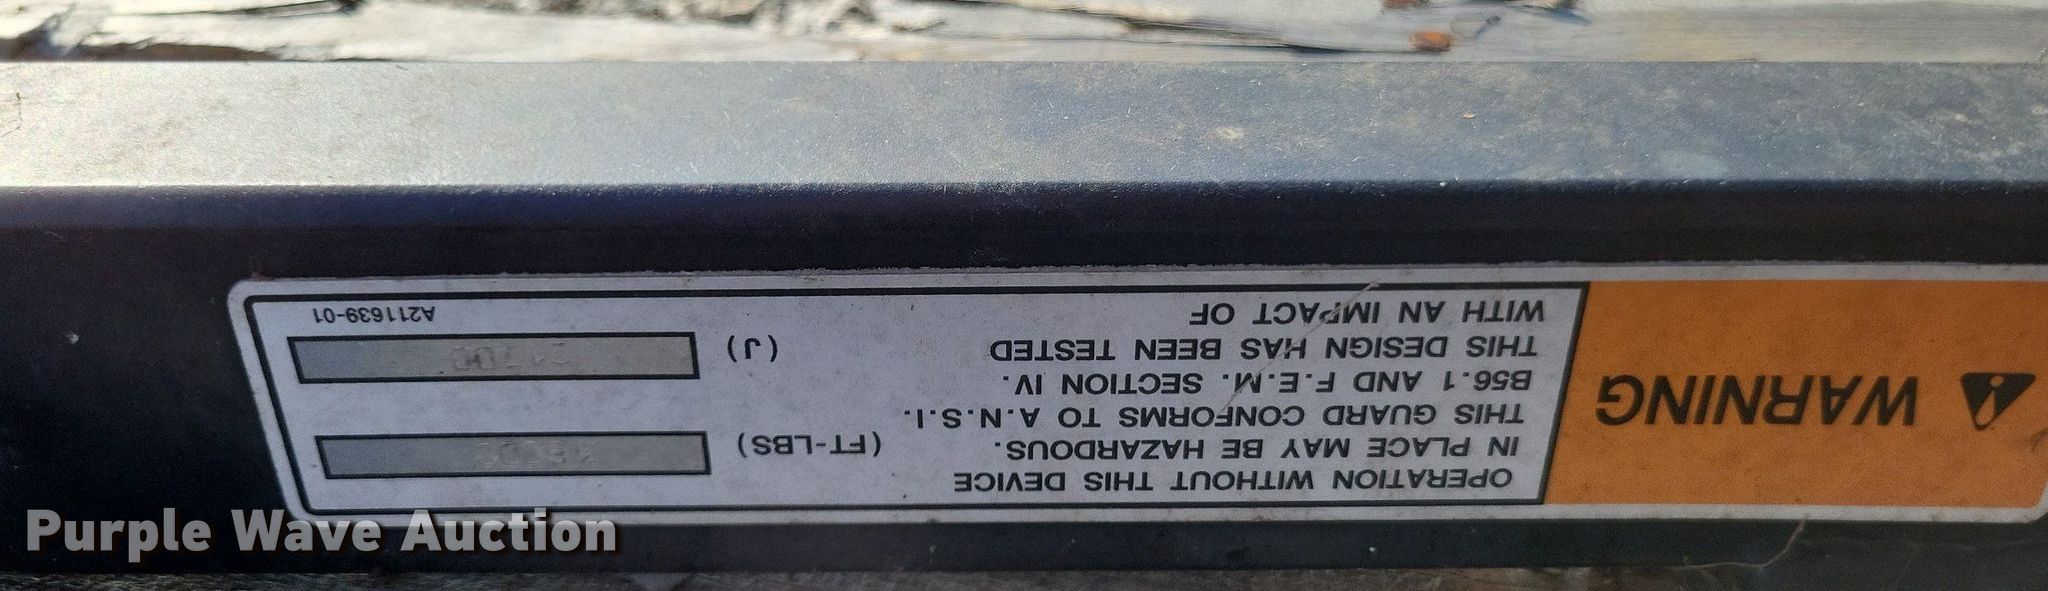 WARNING
OPERATION WITHOUT THIS DEVICE
IN PLACE MAY BE HAZARDOUS.
THIS GUARD CONFORMS TO A.N.S.I.
B56.1 AND F.E.M. SECTION IV.
THIS DESIGN HAS BEEN TESTED
WITH AN IMPACT OF
(FT-LBS)
(J)
A211639-01
Purple Wave Auction